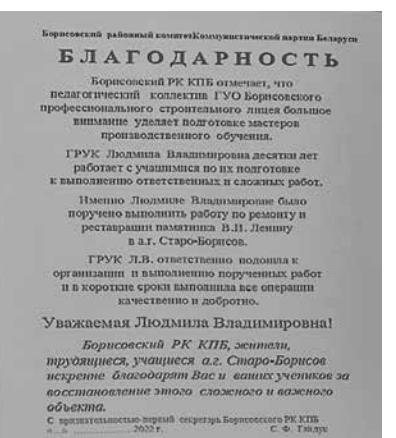 Борисовский районный комитетКоммунистической партии Беларуси
БЛАГОДАРНОСТЬ
Борисовский РК КПБ отмечает, что
педагогический коллектив ГУО Борисовского
профессионального строительного лицея большое
внимание уделяет подготовке мастеров
производственного обучения.
ГРУК Людмила Владимировна десятки лет
работает с учащимися по их подготовке
к выполнению ответственных и сложных работ.
Именно Людмиле Владимировне было
поручено выполнить работу по ремонту и
реставрации памятника В.И. Ленину
в а.г. Старо-Борисов.
ГРУК Л.В. ответственно подошла к
организации и выполнению порученных работ
и в короткие сроки выполнила все операции
качественно и добротно.
Уважаемая Людмила Владимировна!
Борисовский РК КПБ, жители,
трудящиеся, учащиеся а.г. Старо-Борисов
искренне благодарят Вас и ваших учеников за
восстановление этого сложного и важного
объекта.
С признательностью-первый секретарь Борисовского РК КПБ
2022 г. С. Ф.